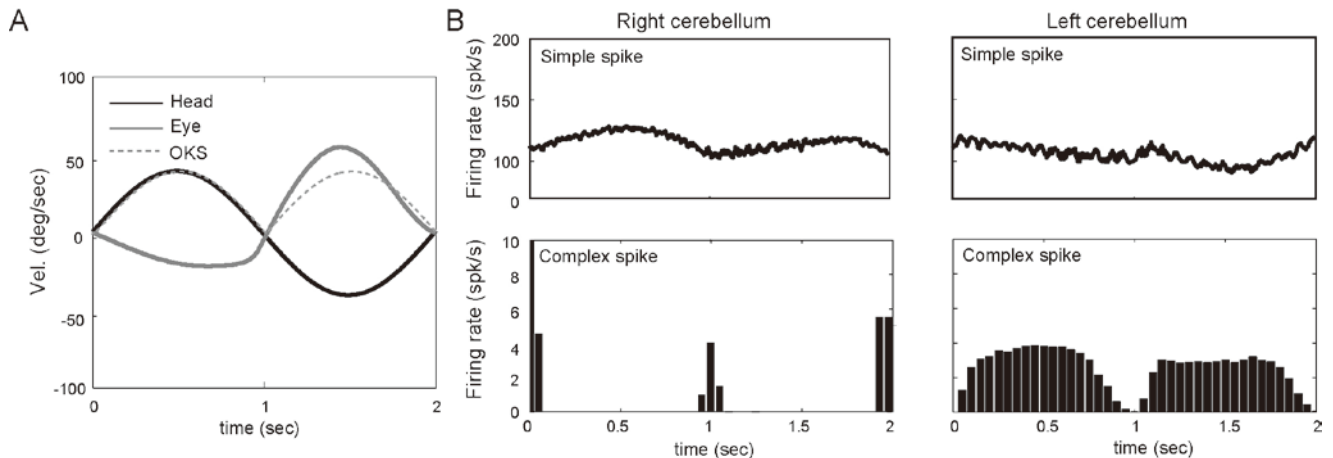 A
Vel. (deg/sec)
100
50
0
-50
-100
Head
Eye
OKS
0
1
2
time (sec)
B
Right cerebellum
Left cerebellum
Firing rate (spk/s)
200
150
100
0
Simple spike
0
1
2
Simple spike
Firing rate (spk/s)
10
8
6
4
2
0
Complex spike
0
0.5
1
1.5
2
time (sec)
Complex spike
0
0.5
1
1.5
2
time (sec)